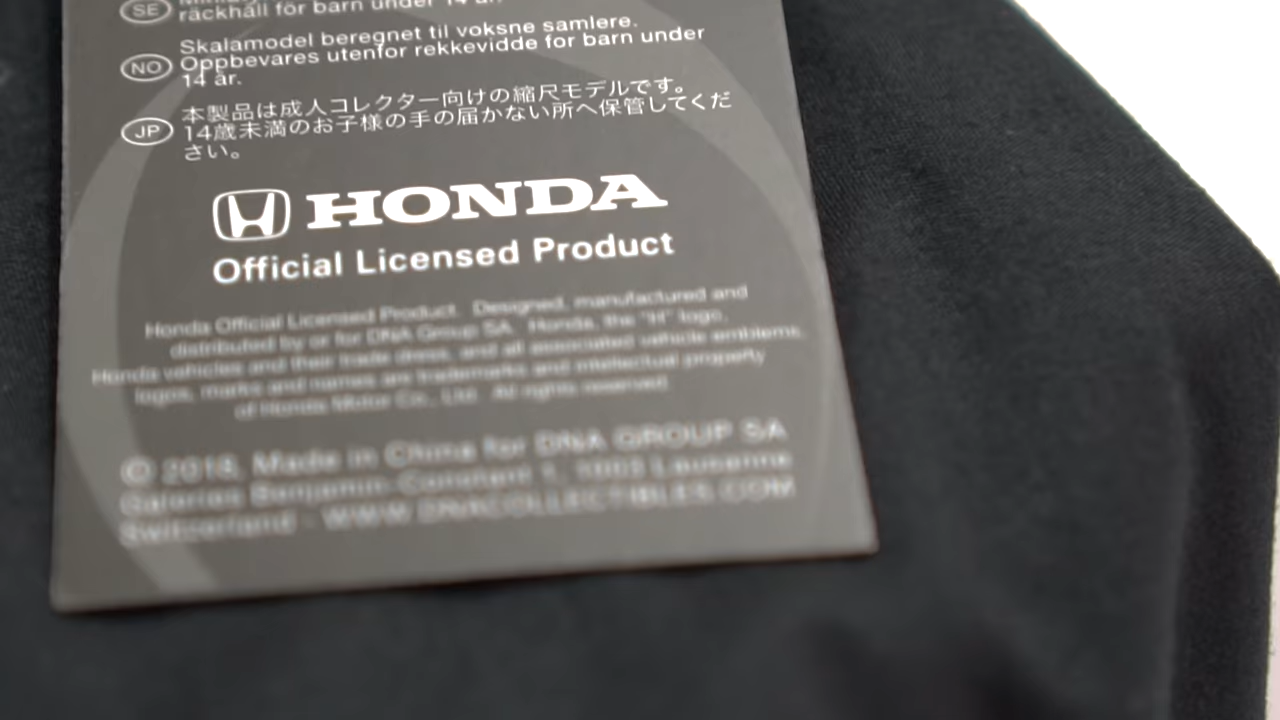 SE
räckhåll för barn under 14 år.
NO
Skalamodel beregnet til voksne samlere.
Oppbevares utenfor rekkevidde for barn under
14 år.
JP
本製品は成人コレクター向けの縮尺モデルです。
14歳未満のお子様の手の届かない所へ保管してくだ
さい。
HONDA
Official Licensed Product
Honda Official Licensed Product. Designed, manufactured and
distributed by or for DNA Group SA. Honda, the "H" logo,
Honda vehicles and their trade dress, and all associated vehicle emblems,
logos, marks and names are trademarks and intellectual property
of Honda Motor Co., Ltd. All rights reserved.
© 2018, Made in China for DNA GROUP SA
Galeries Benjamin-Constant 1, 1003 Lausanne
Switzerland - WWW.DNACOLLECTIBLES.COM